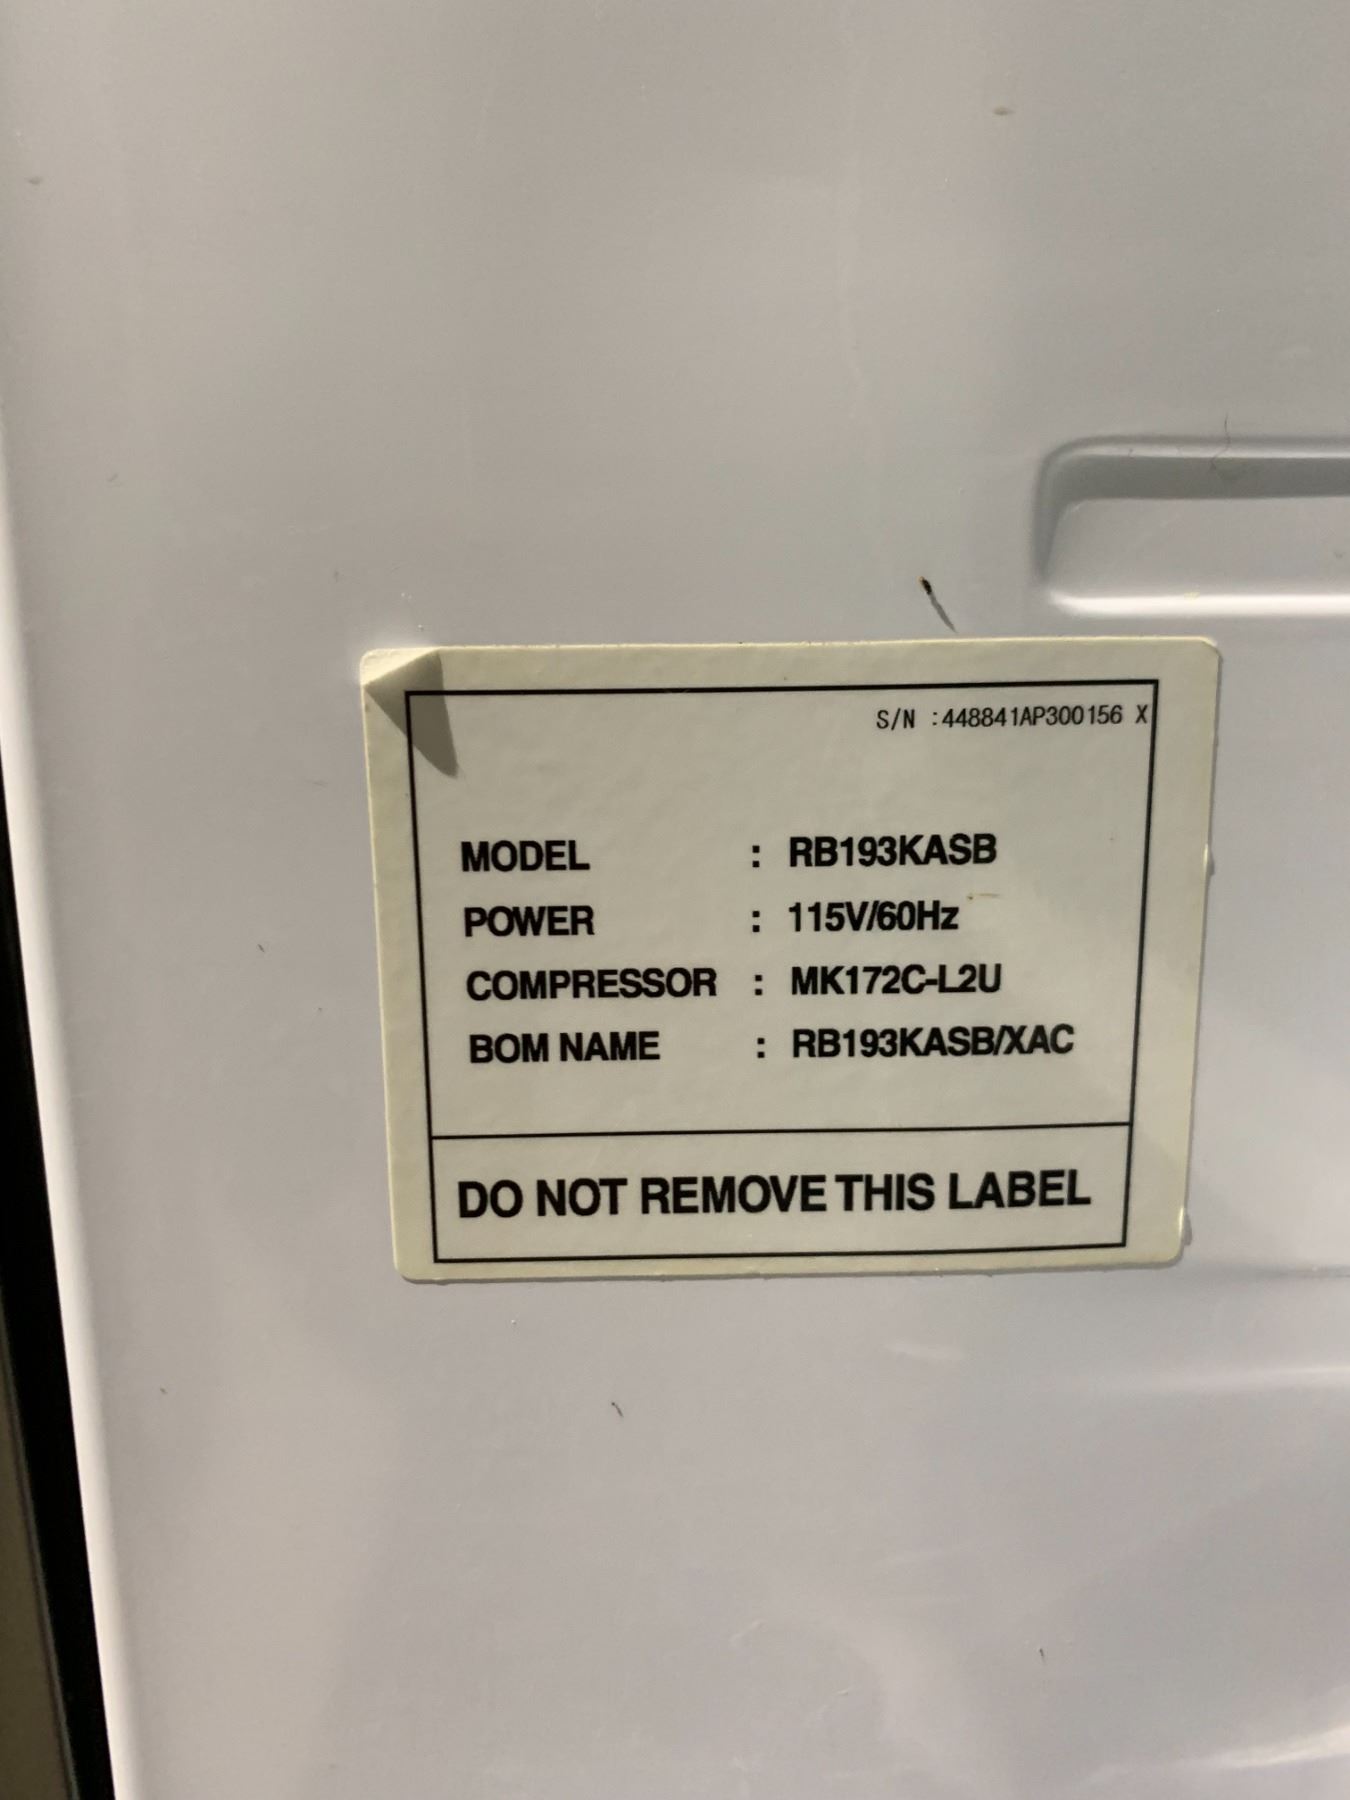 S/N :448841AP300156 X
MODEL : RB193KASB
POWER : 115V/60Hz
COMPRESSOR : MK172C-L2U
BOM NAME : RB193KASB/XAC
DO NOT REMOVE THIS LABEL